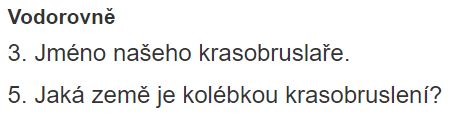 Vodorovně
3. Jméno našeho krasobruslaře.
5. Jaká země je kolébkou krasobruslení?